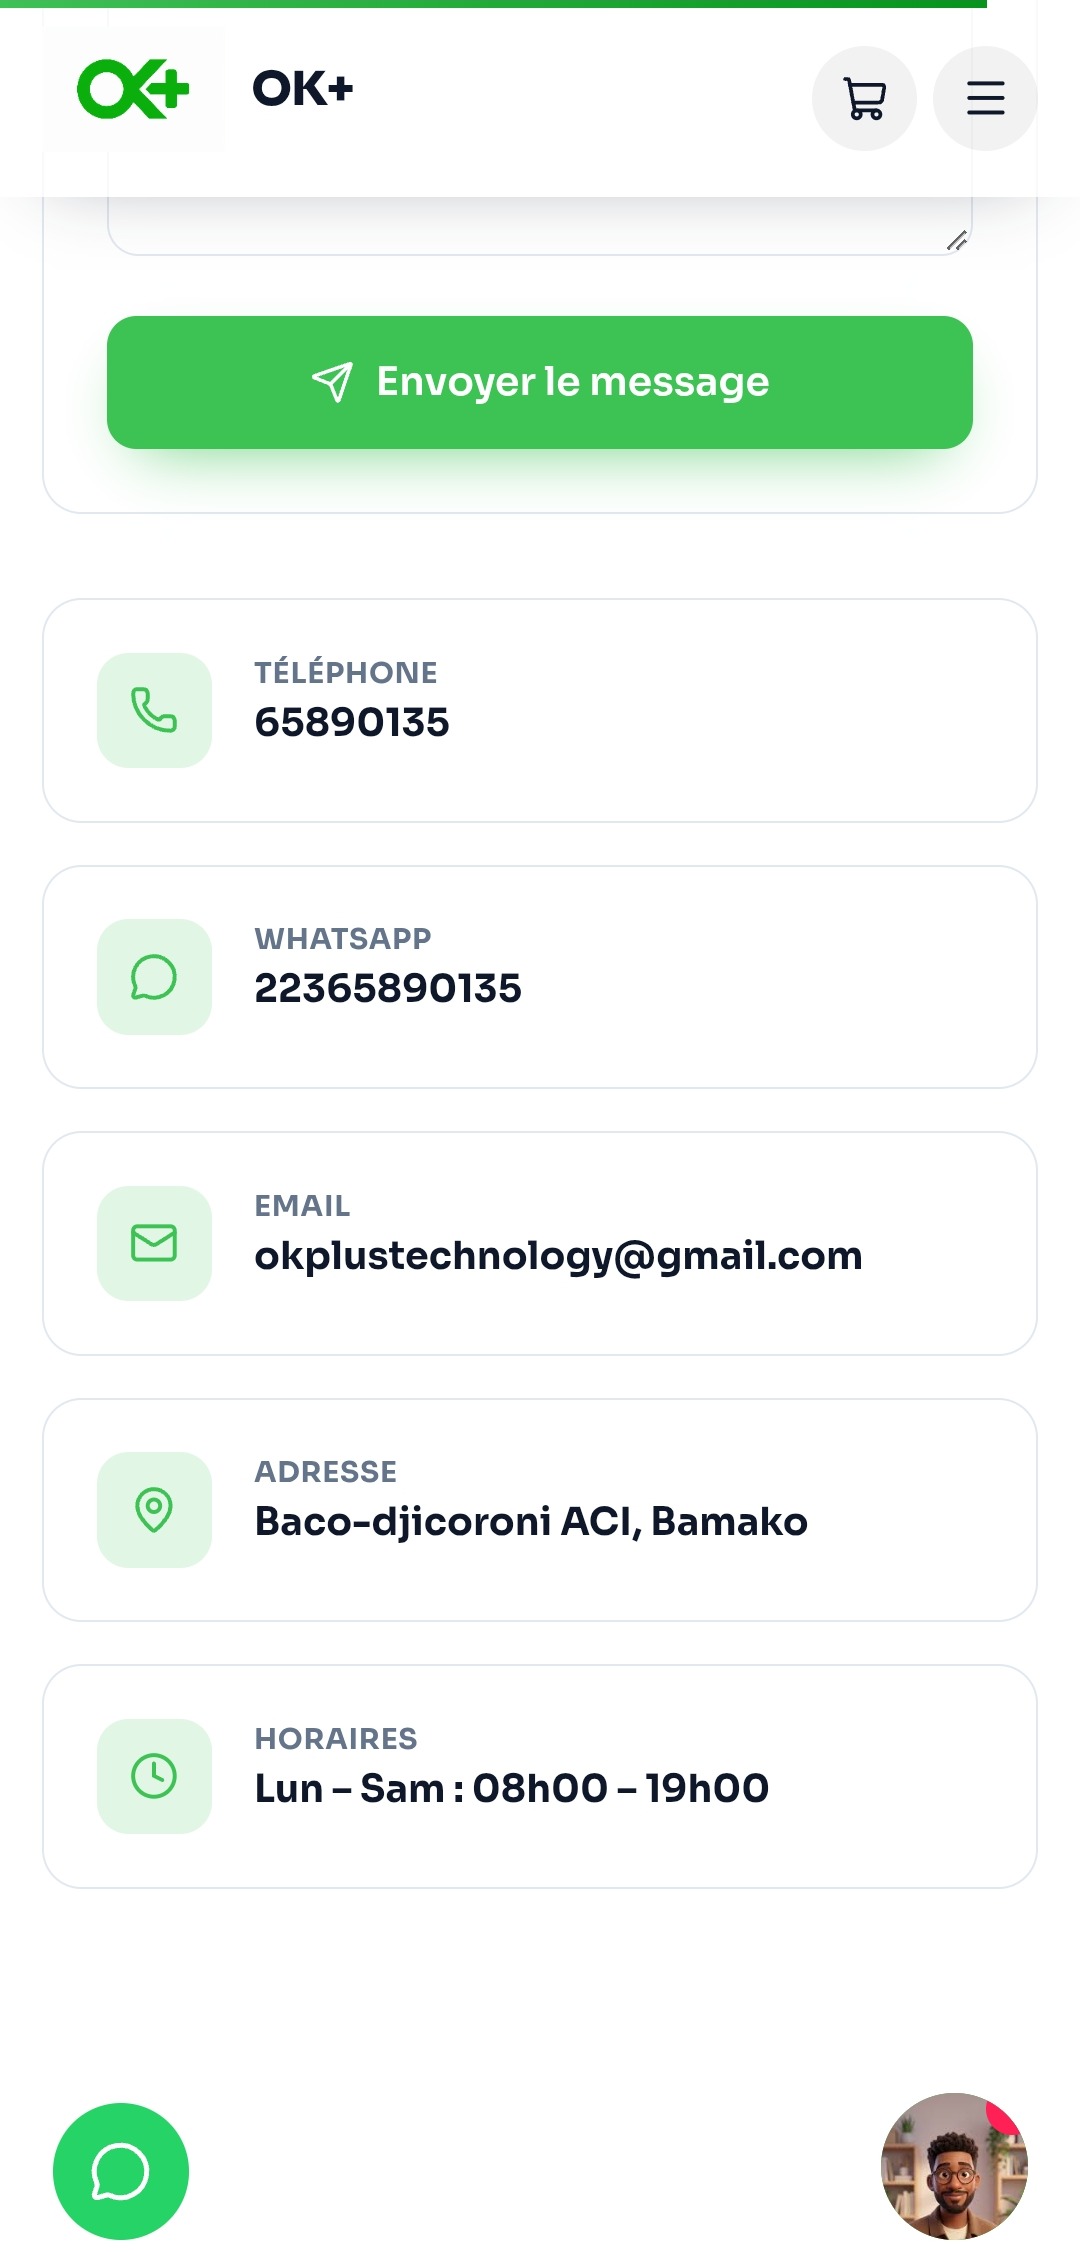 OK+ OK+
Envoyer le message
TÉLÉPHONE
65890135
WHATSAPP
22365890135
EMAIL
okplustechnology@gmail.com
ADRESSE
Baco-djicoroni ACI, Bamako
HORAIRES
Lun – Sam : 08h00 – 19h00